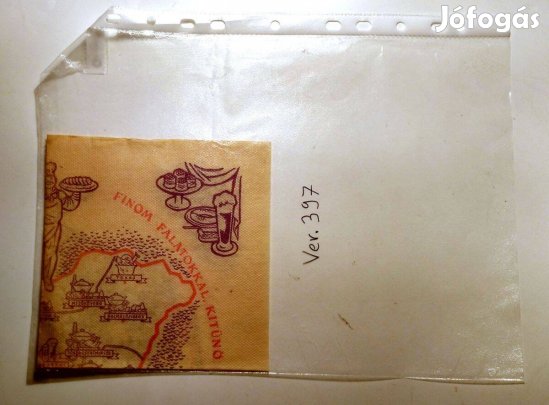 Jófogás
FINOM FALATOKKAL, KITŰNŐ
Ver. 397